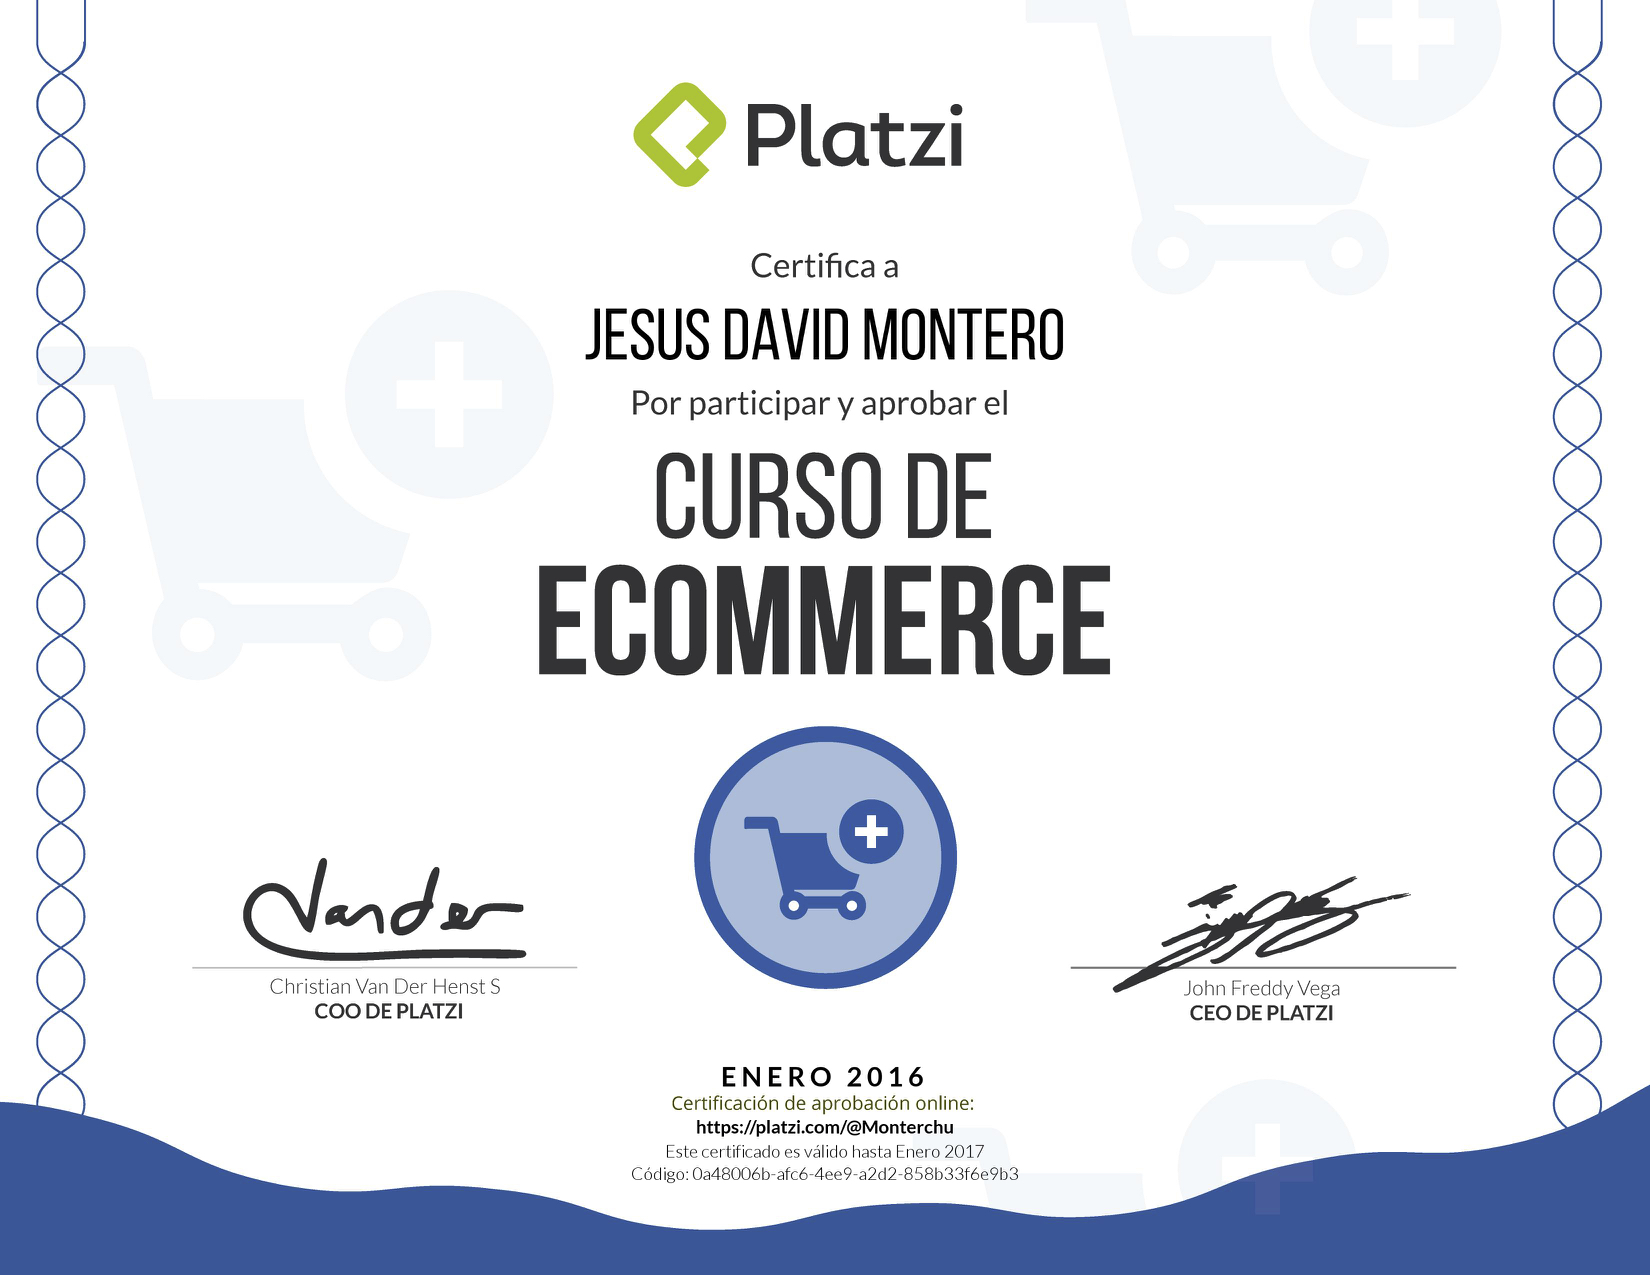 Platzi
Certifica a
JESUS DAVID MONTERO
Por participar y aprobar el
CURSO DE
ECOMMERCE
Vander
Christian Van Der Henst S
COO DE PLATZI
John Freddy Vega
CEO DE PLATZI
ENERO 2016
Certificación de aprobación online:
https://platzi.com/@Monterchu
Este certificado es válido hasta Enero 2017
Código: 0a48006b-afc6-4ee9-a2d2-858b33f6e9b3